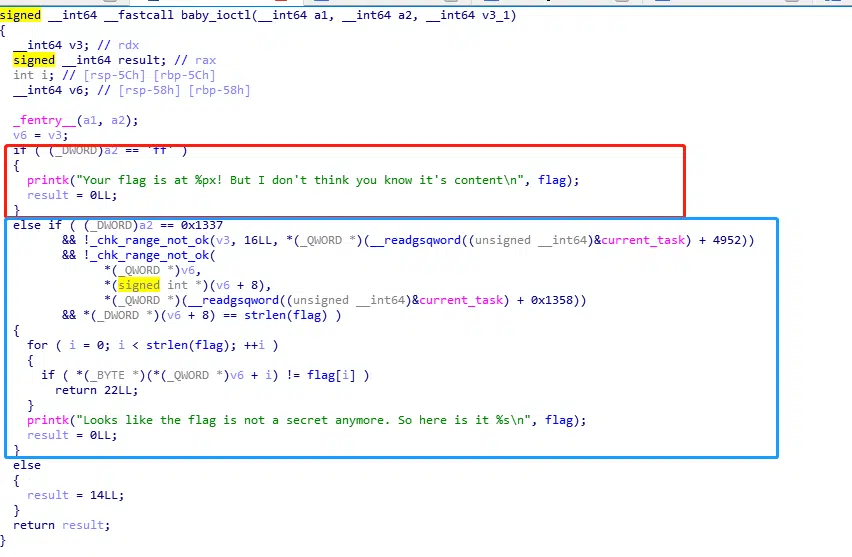 signed __int64 __fastcall baby_ioctl(__int64 a1, __int64 a2, __int64 v3_1)
{
  __int64 v3; // rdx
  signed __int64 result; // rax
  int i; // [rsp-5Ch] [rbp-5Ch]
  __int64 v6; // [rsp-58h] [rbp-58h]

  _fentry__(a1, a2);
  v6 = v3;
  if ( (_DWORD)a2 == 'ff' )
  {
    printk("Your flag is at %px! But I don't think you know it's content\n", flag);
    result = 0LL;
  }
  else if ( (_DWORD)a2 == 0x1337
         && !_chk_range_not_ok(v3, 16LL, *(_QWORD *)(__readgsqword((unsigned __int64)&current_task) + 4952))
         && !_chk_range_not_ok(
               *(_QWORD *)v6,
               *(signed int *)(v6 + 8),
               *(_QWORD *)(__readgsqword((unsigned __int64)&current_task) + 0x1358))
         && *(_DWORD *)(v6 + 8) == strlen(flag) )
  {
    for ( i = 0; i < strlen(flag); ++i )
    {
      if ( *(_BYTE *)(*(_QWORD *)v6 + i) != flag[i] )
        return 22LL;
    }
    printk("Looks like the flag is not a secret anymore. So here is it %s\n", flag);
    result = 0LL;
  }
  else
  {
    result = 14LL;
  }
  return result;
}